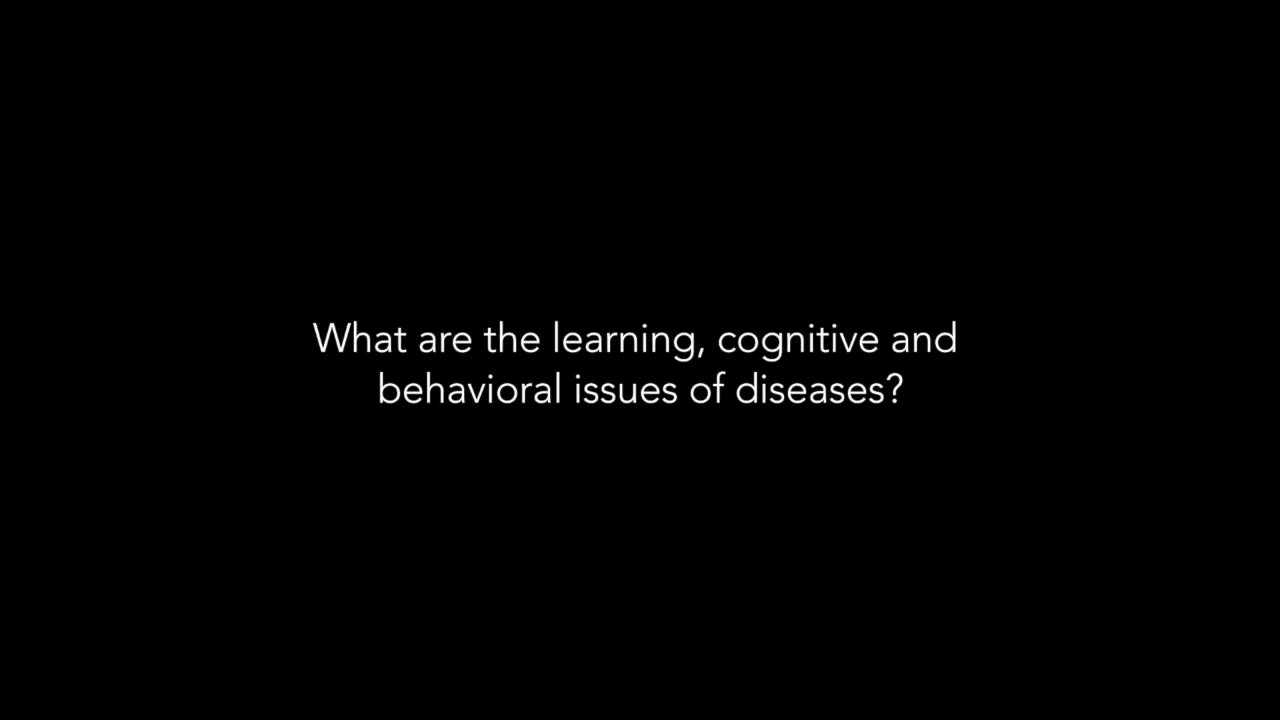 What are the learning, cognitive and
behavioral issues of diseases?